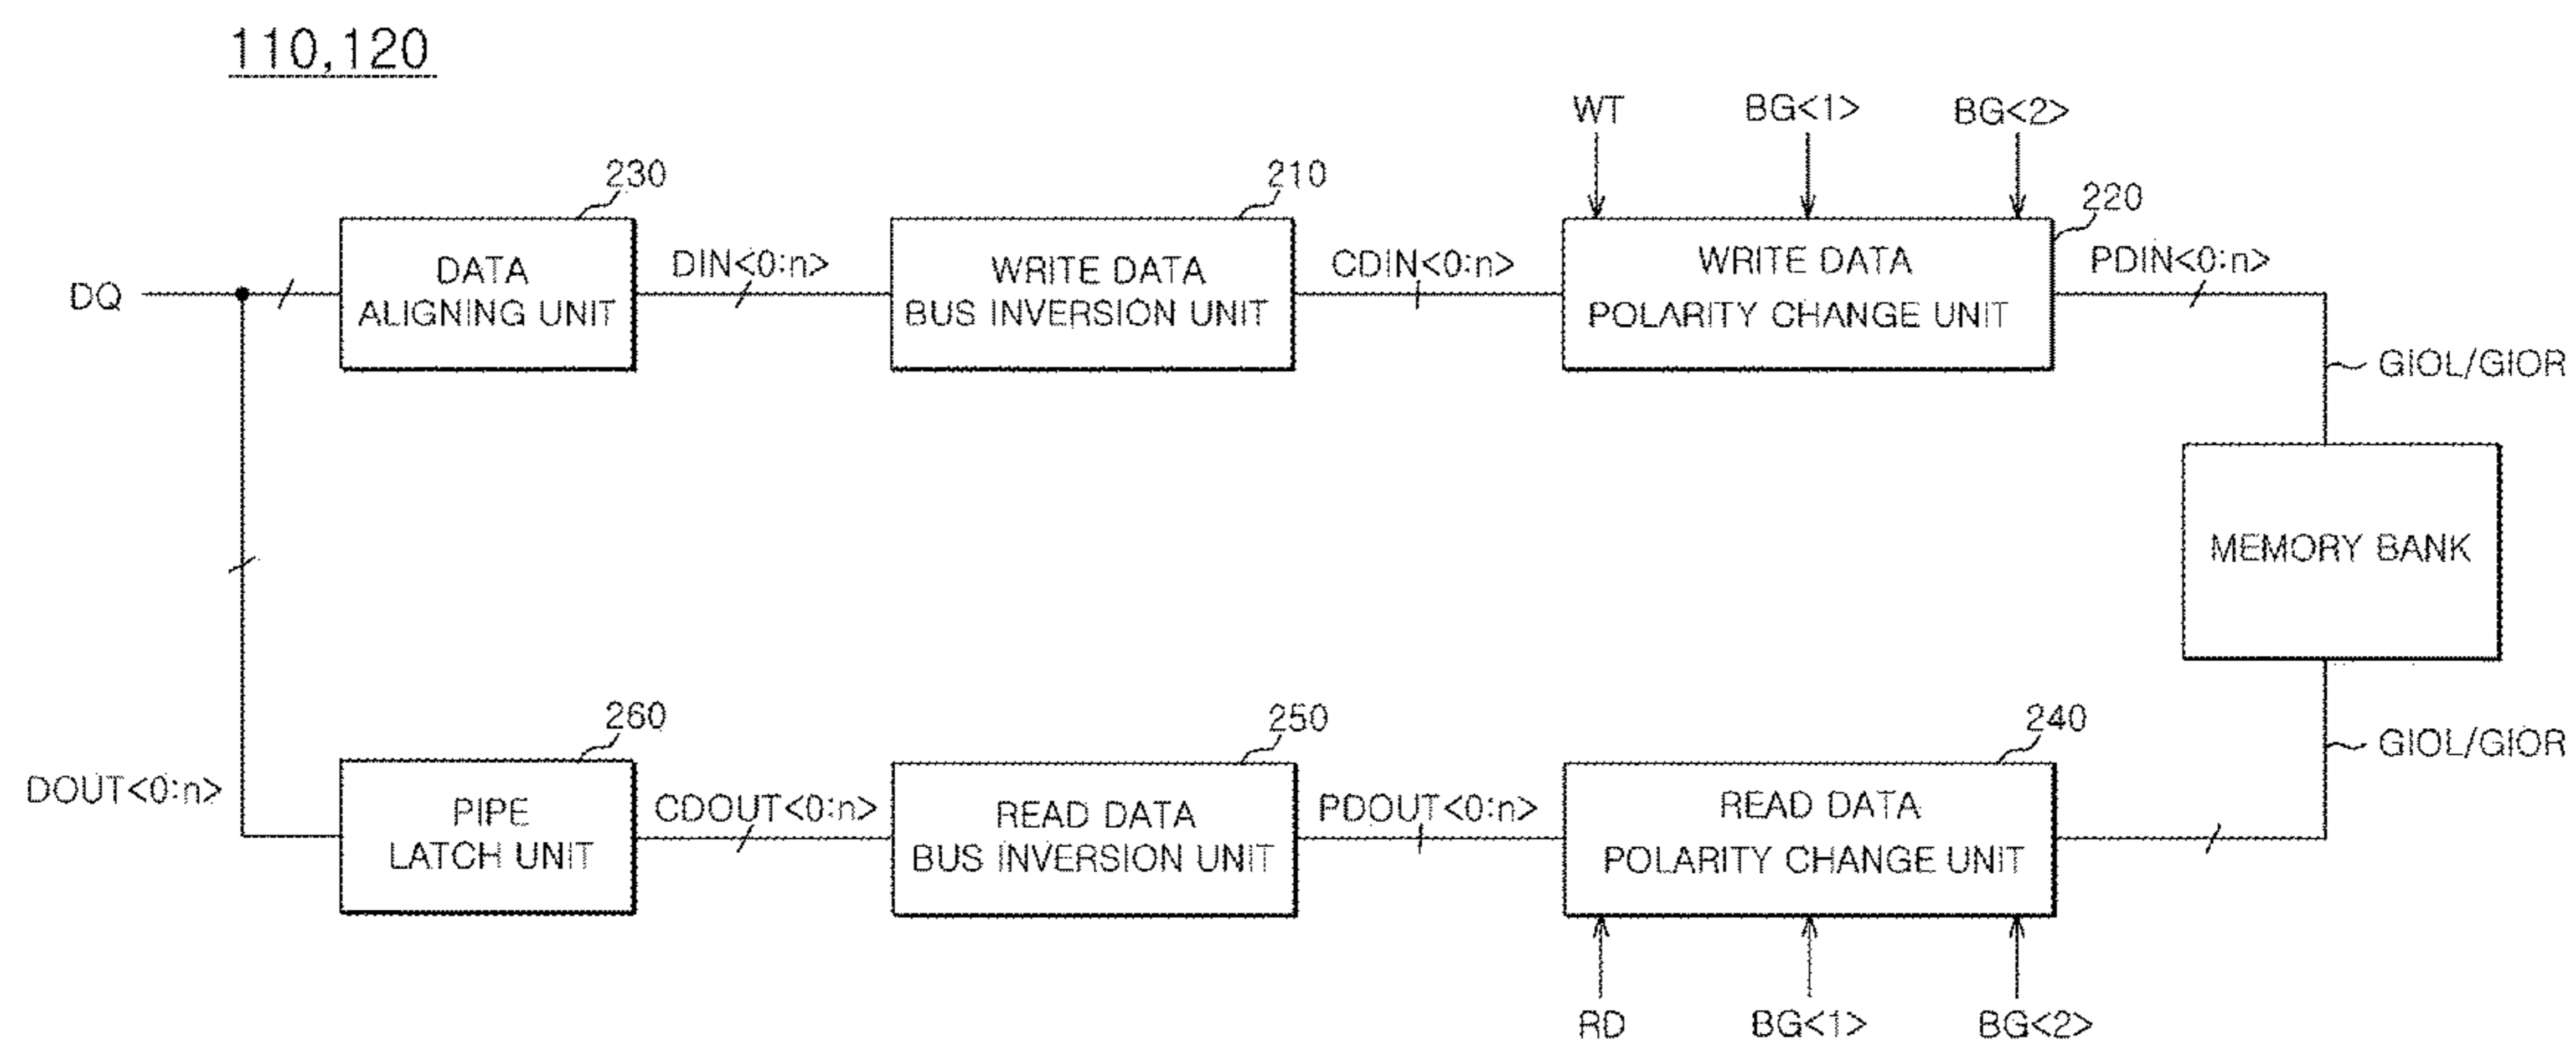 110,120
WT
BG<1>
BG<2>
230
210
220
DQ
DATA
ALIGNING UNIT
DIN<0:n>
WRITE DATA
BUS INVERSION UNIT
CDIN<0:n>
WRITE DATA
POLARITY CHANGE UNIT
PDIN<0:n>
GIOL/GIOR
MEMORY BANK
GIOL/GIOR
260
250
240
DOUT<0:n>
PIPE
LATCH UNIT
CDOUT<0:n>
READ DATA
BUS INVERSION UNIT
PDOUT<0:n>
READ DATA
POLARITY CHANGE UNIT
RD
BG<1>
BG<2>